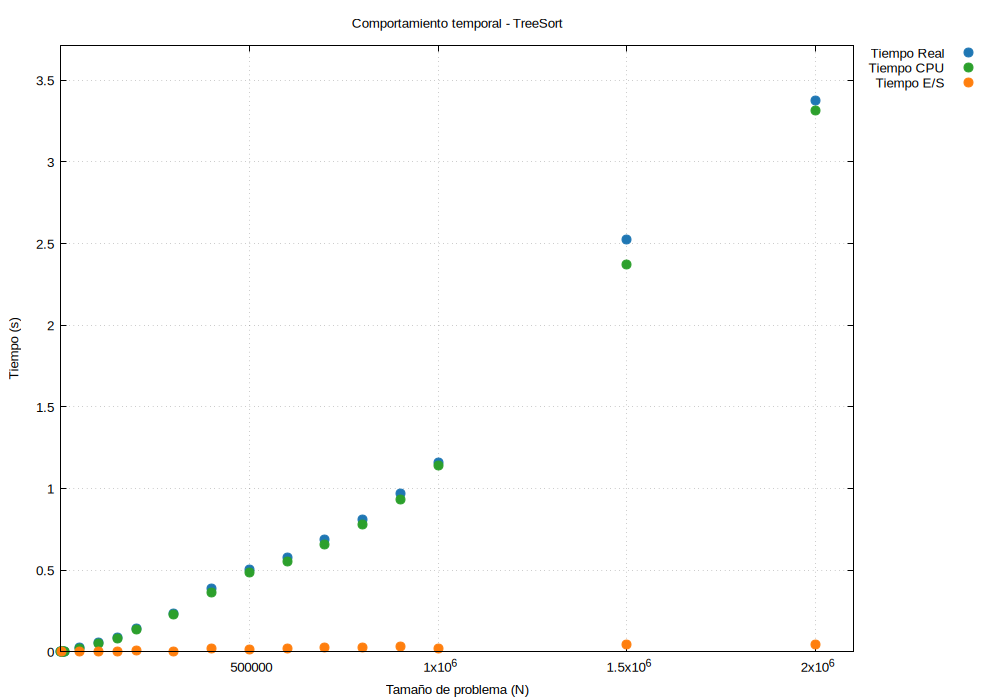 Comportamiento temporal - TreeSort
Tiempo Real
Tiempo CPU
Tiempo E/S
3.5
3
2.5
2
1.5
1
0.5
0
Tiempo (s)
500000
1x10⁶
1.5x10⁶
2x10⁶
Tamaño de problema (N)